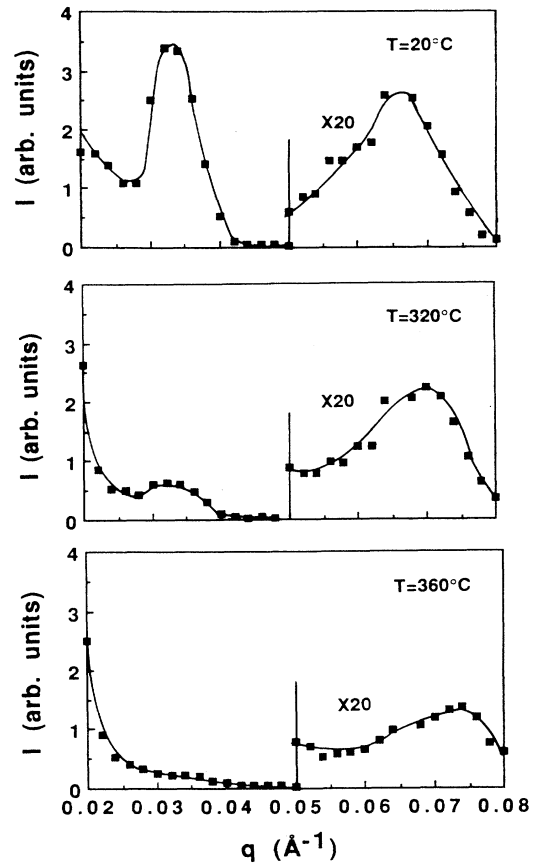 4
T=20°C
3
X20
2
1
0
I (arb. units)
4
T=320°C
3
X20
2
1
0
I (arb. units)
4
T=360°C
3
X20
2
1
0
I (arb. units)
0.02 0.03 0.04 0.05 0.06 0.07 0.08
q (Å-1)